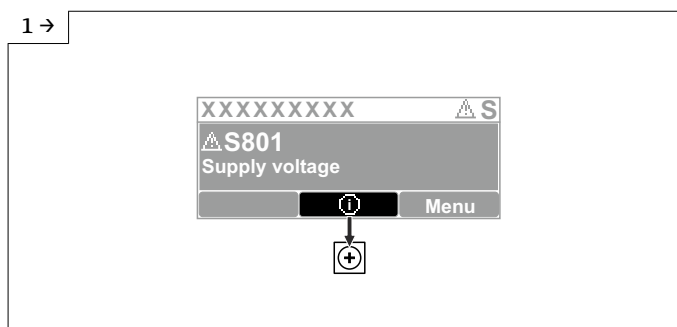 1 →
XXXXXXXXX ⚠ S
⚠ S801
Supply voltage
ⓘ Menu
+